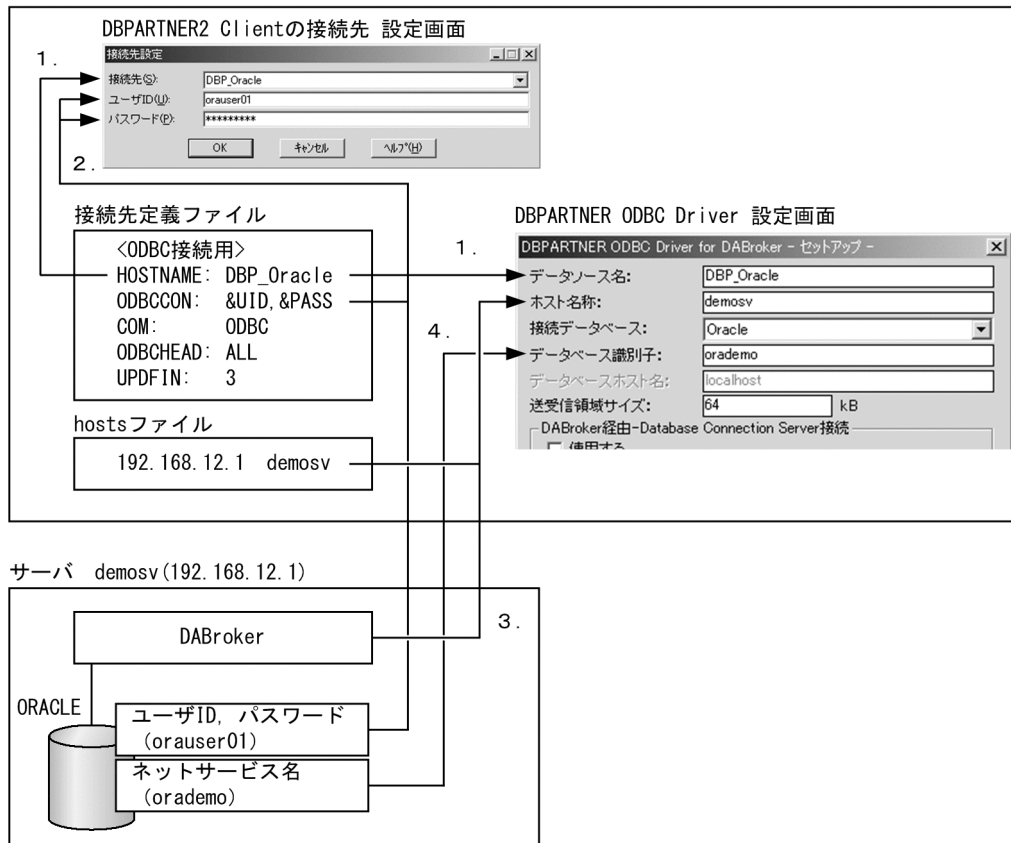 DBPARTNER2 Clientの接続先 設定画面
1.
接続先設定
接続先(S): DBP_Oracle
ユーザID(U): orauser01
パスワード(P): *********
OK キャンセル ヘルプ(H)
2.
接続先定義ファイル
<ODBC接続用>
HOSTNAME: DBP_Oracle
ODBCCON: &UID,&PASS
COM: ODBC
ODBCHEAD: ALL
UPDFIN: 3
hostsファイル
192.168.12.1 demosv
DBPARTNER ODBC Driver 設定画面
1.
DBPARTNER ODBC Driver for DABroker - セットアップ -
データソース名: DBP_Oracle
ホスト名称: demosv
接続データベース: Oracle
4.
データベース識別子: orademo
データベースホスト名: localhost
送受信領域サイズ: 64 kB
DABroker経由-Database Connection Server接続
使用する
サーバ demosv(192.168.12.1)
3.
DABroker
ORACLE
ユーザID, パスワード
(orauser01)
ネットサービス名
(orademo)